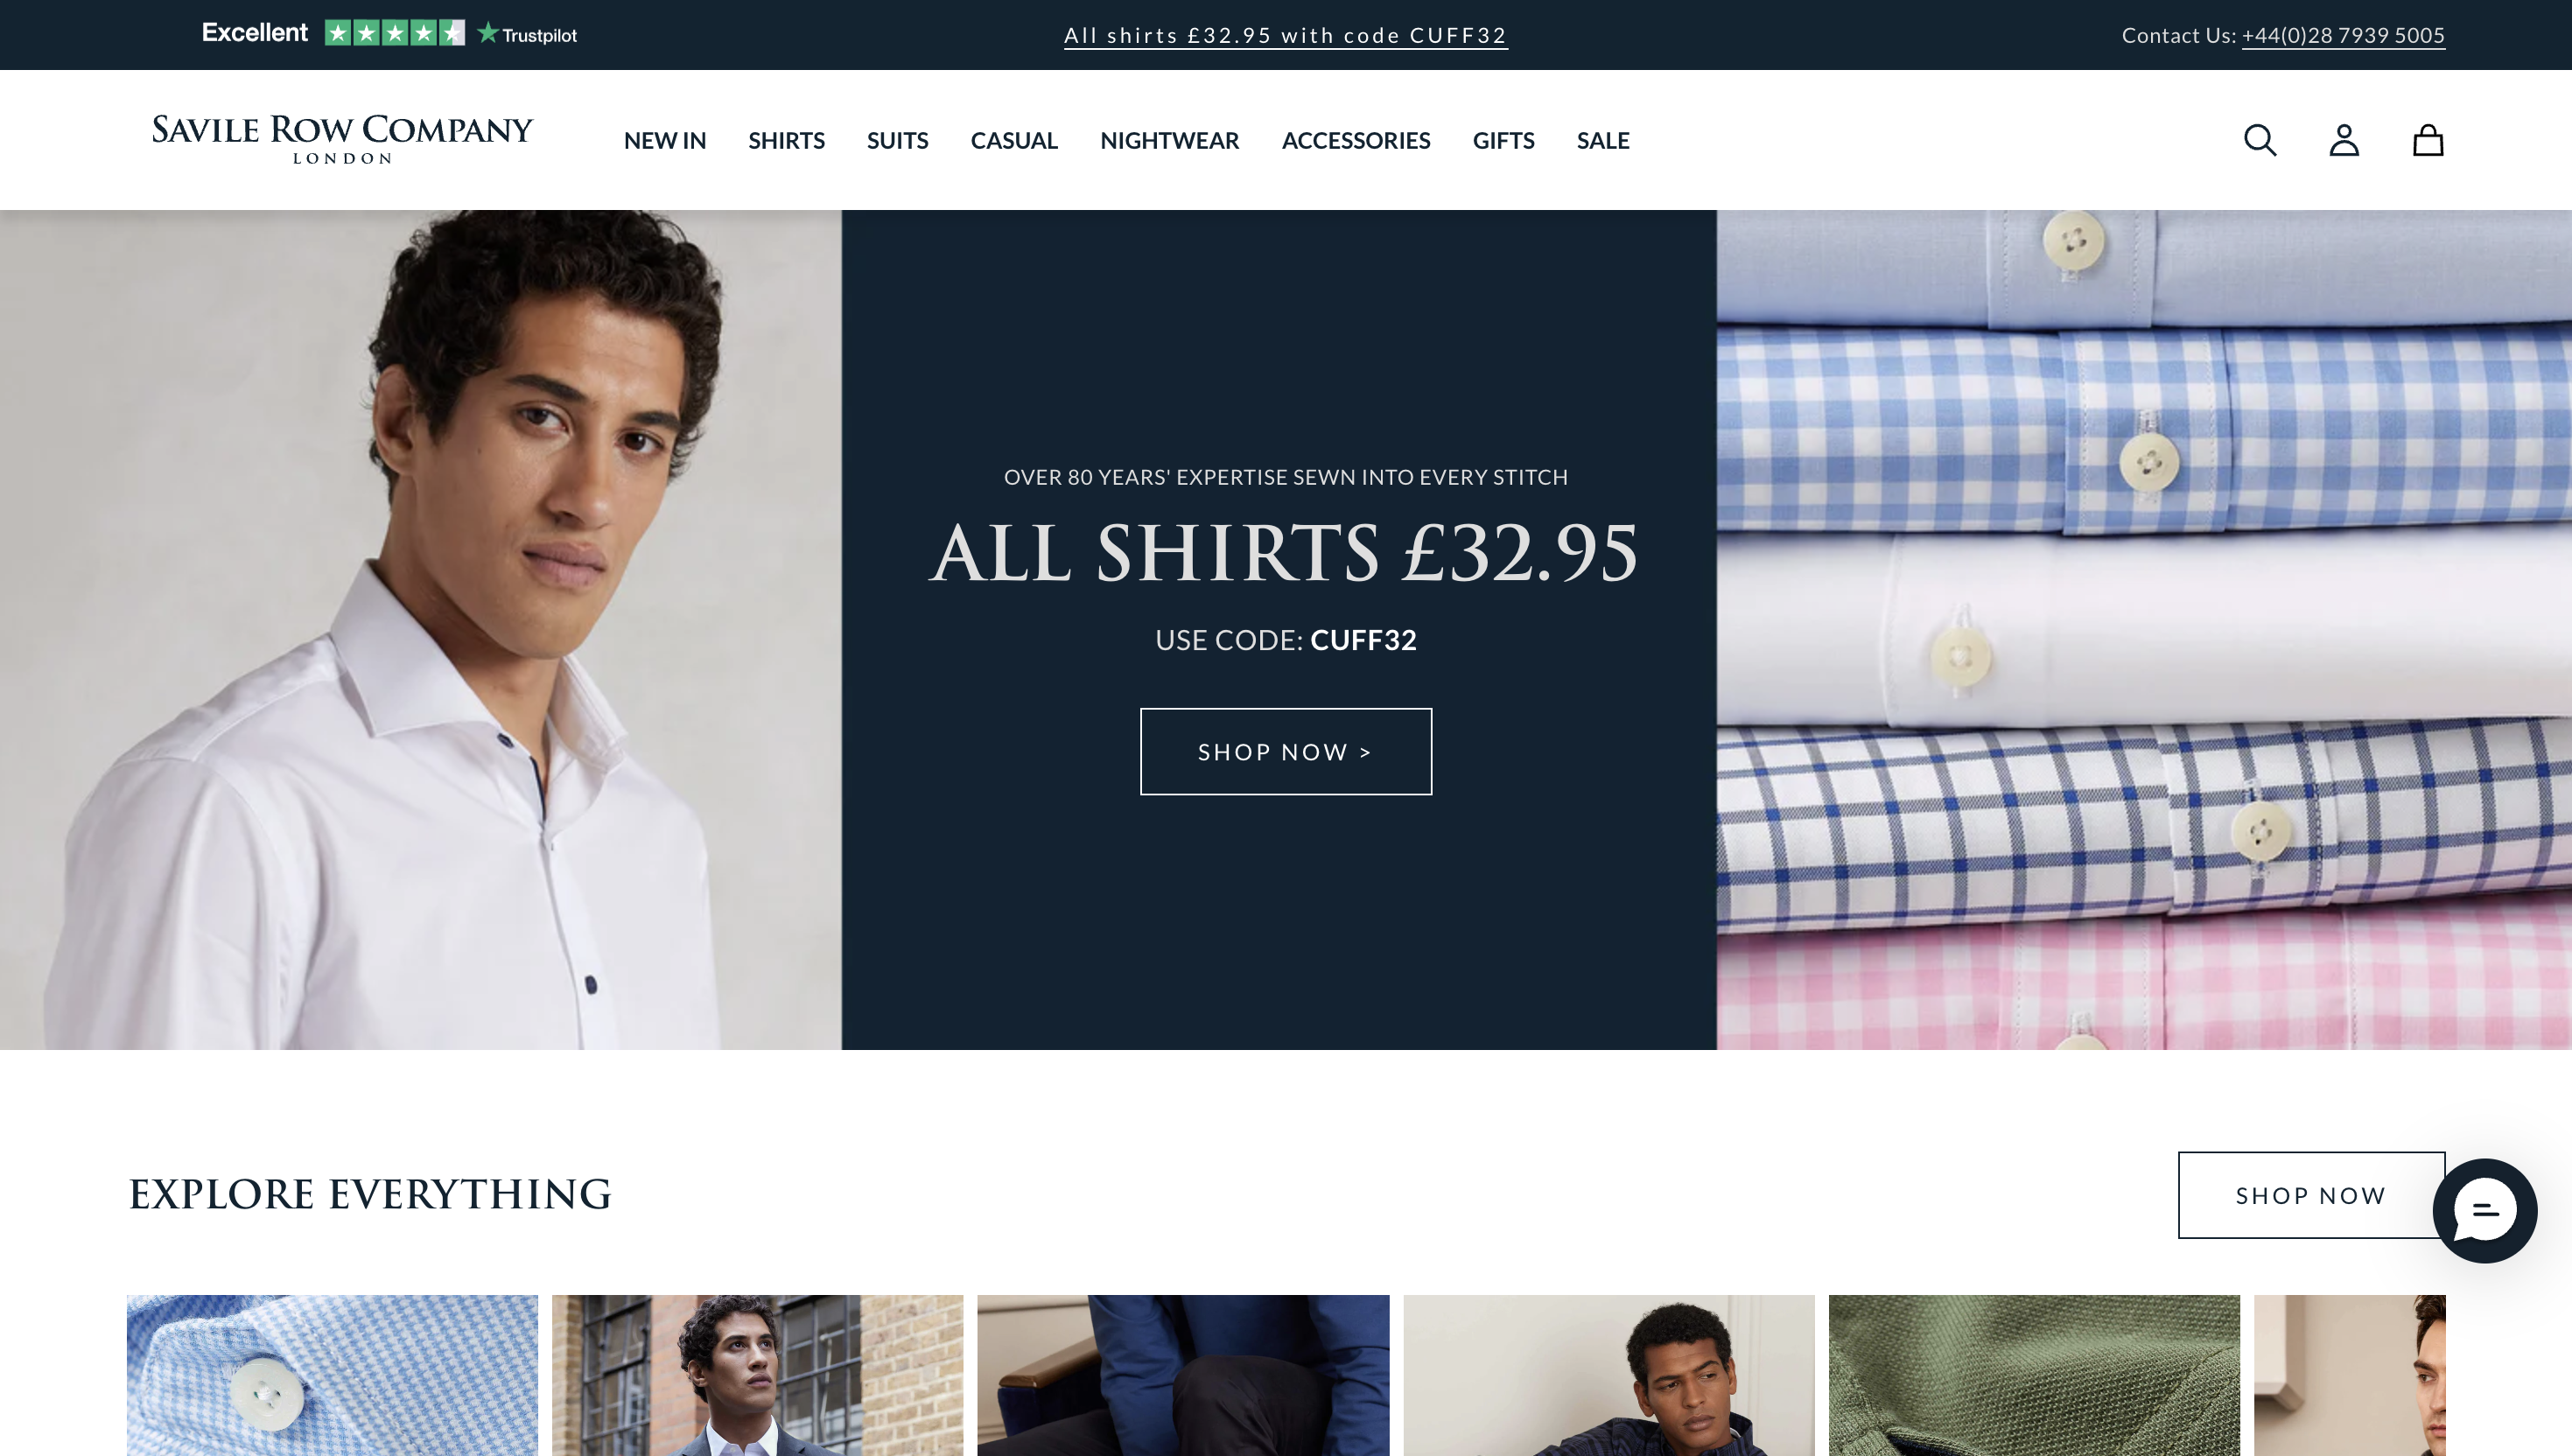 Excellent Trustpilot
All shirts £32.95 with code CUFF32
Contact Us: +44(0)28 7939 5005
SAVILE ROW COMPANY
LONDON
NEW IN SHIRTS SUITS CASUAL NIGHTWEAR ACCESSORIES GIFTS SALE
OVER 80 YEARS' EXPERTISE SEWN INTO EVERY STITCH
ALL SHIRTS £32.95
USE CODE: CUFF32
SHOP NOW >
EXPLORE EVERYTHING
SHOP NOW